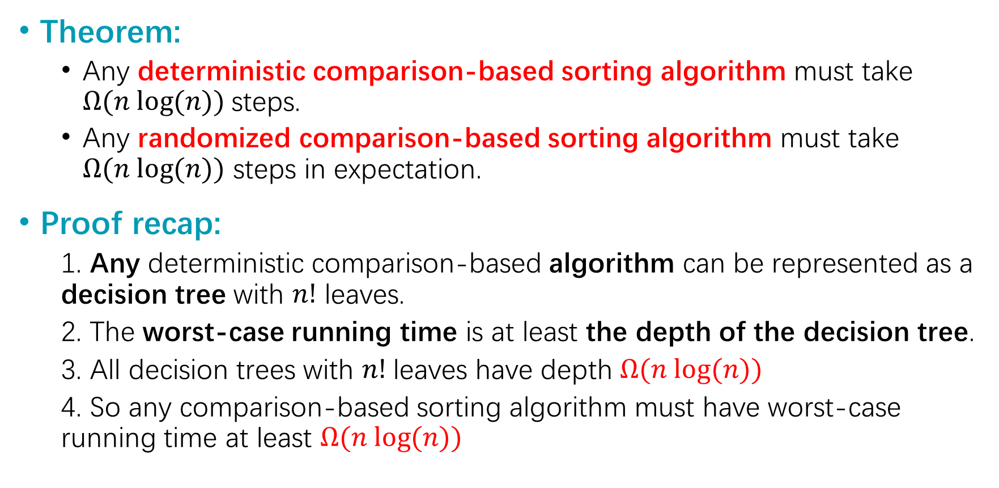 • Theorem:
• Any deterministic comparison-based sorting algorithm must take
Ω(n log(n)) steps.
• Any randomized comparison-based sorting algorithm must take
Ω(n log(n)) steps in expectation.
• Proof recap:
1. Any deterministic comparison-based algorithm can be represented as a
decision tree with n! leaves.
2. The worst-case running time is at least the depth of the decision tree.
3. All decision trees with n! leaves have depth Ω(n log(n))
4. So any comparison-based sorting algorithm must have worst-case
running time at least Ω(n log(n))